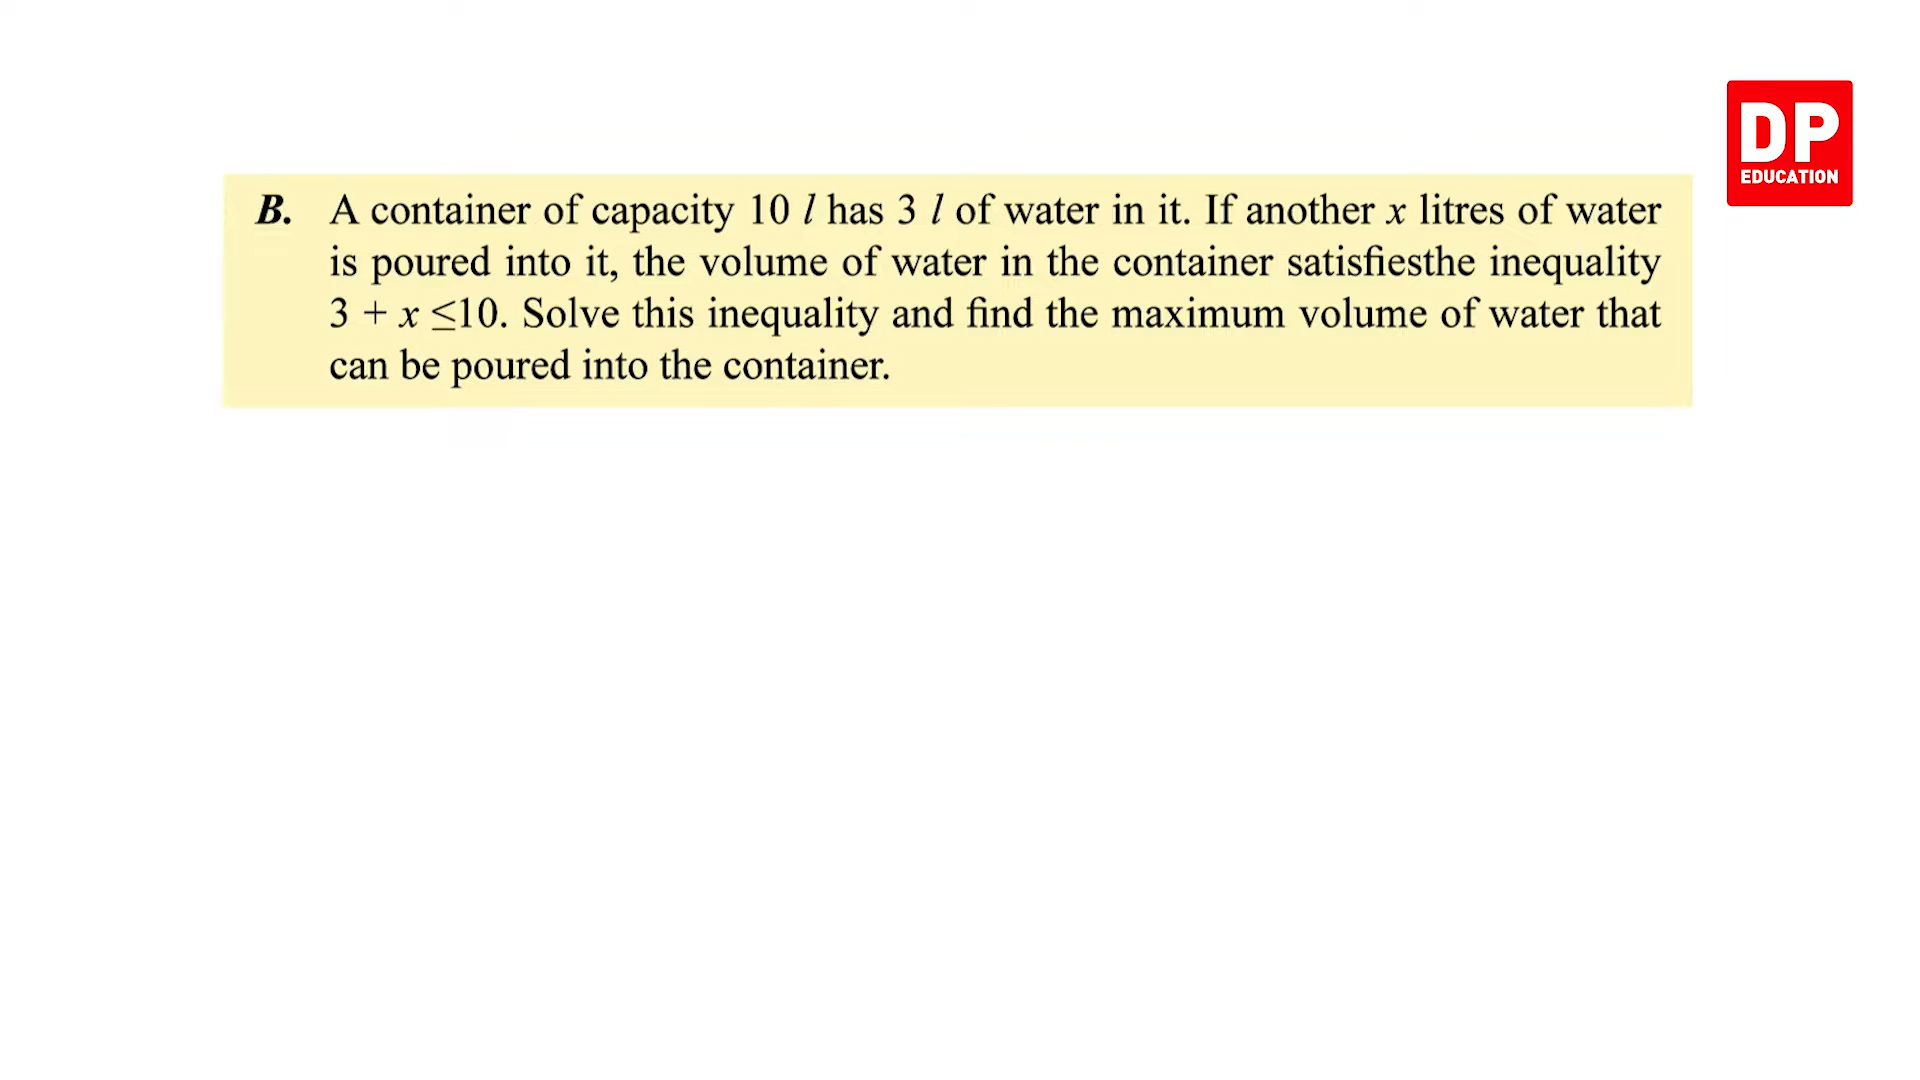 DP
EDUCATION
B. A container of capacity 10 l has 3 l of water in it. If another x litres of water
is poured into it, the volume of water in the container satisfiesthe inequality
3 + x ≤10. Solve this inequality and find the maximum volume of water that
can be poured into the container.